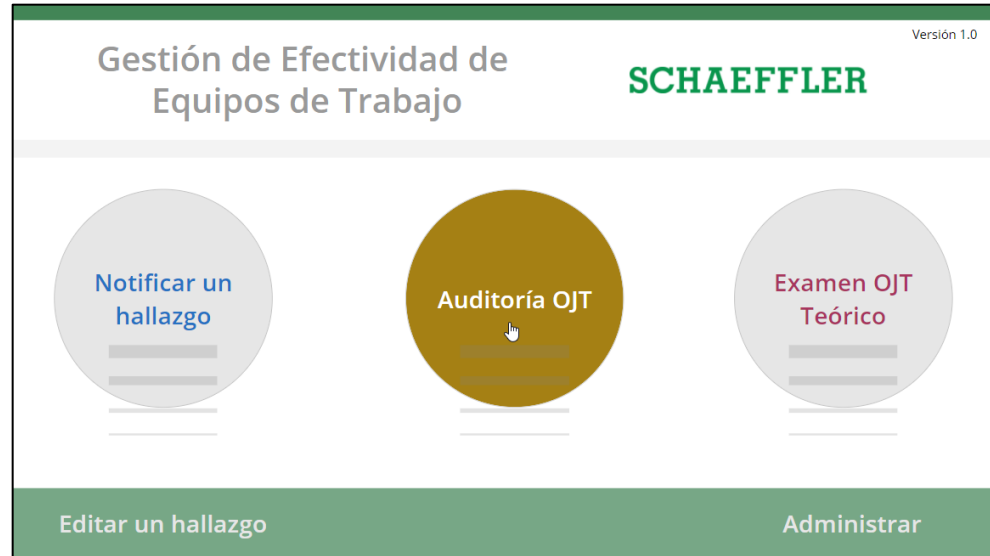 Versión 1.0
Gestión de Efectividad de
Equipos de Trabajo
SCHAEFFLER
Notificar un
hallazgo
Auditoría OJT
Examen OJT
Teórico
Editar un hallazgo
Administrar